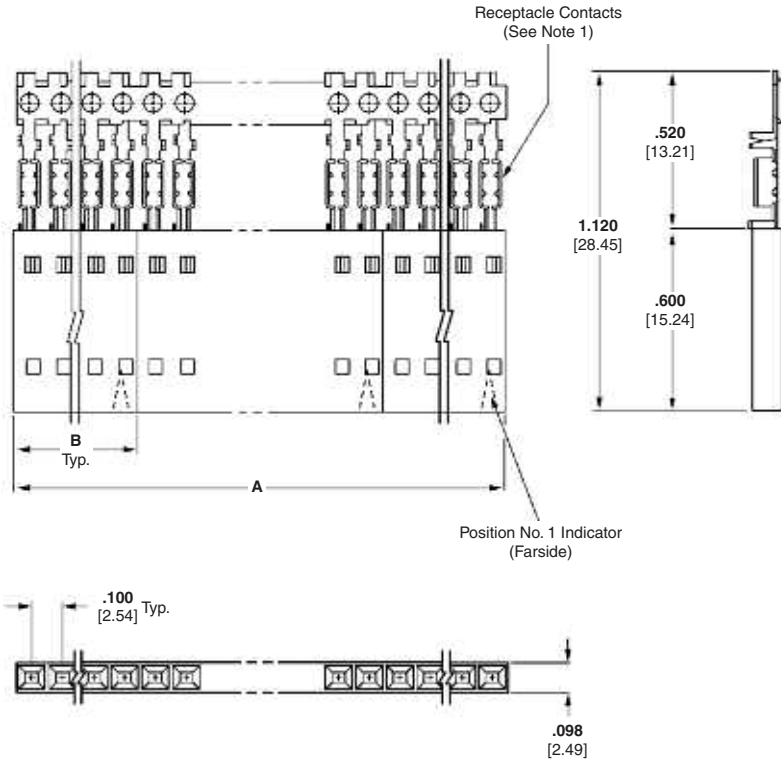 Receptacle Contacts
(See Note 1)
.520
[13.21]
1.120
[28.45]
.600
[15.24]
B
Typ.
A
Position No. 1 Indicator
(Farside)
.100
[2.54] Typ.
.098
[2.49]